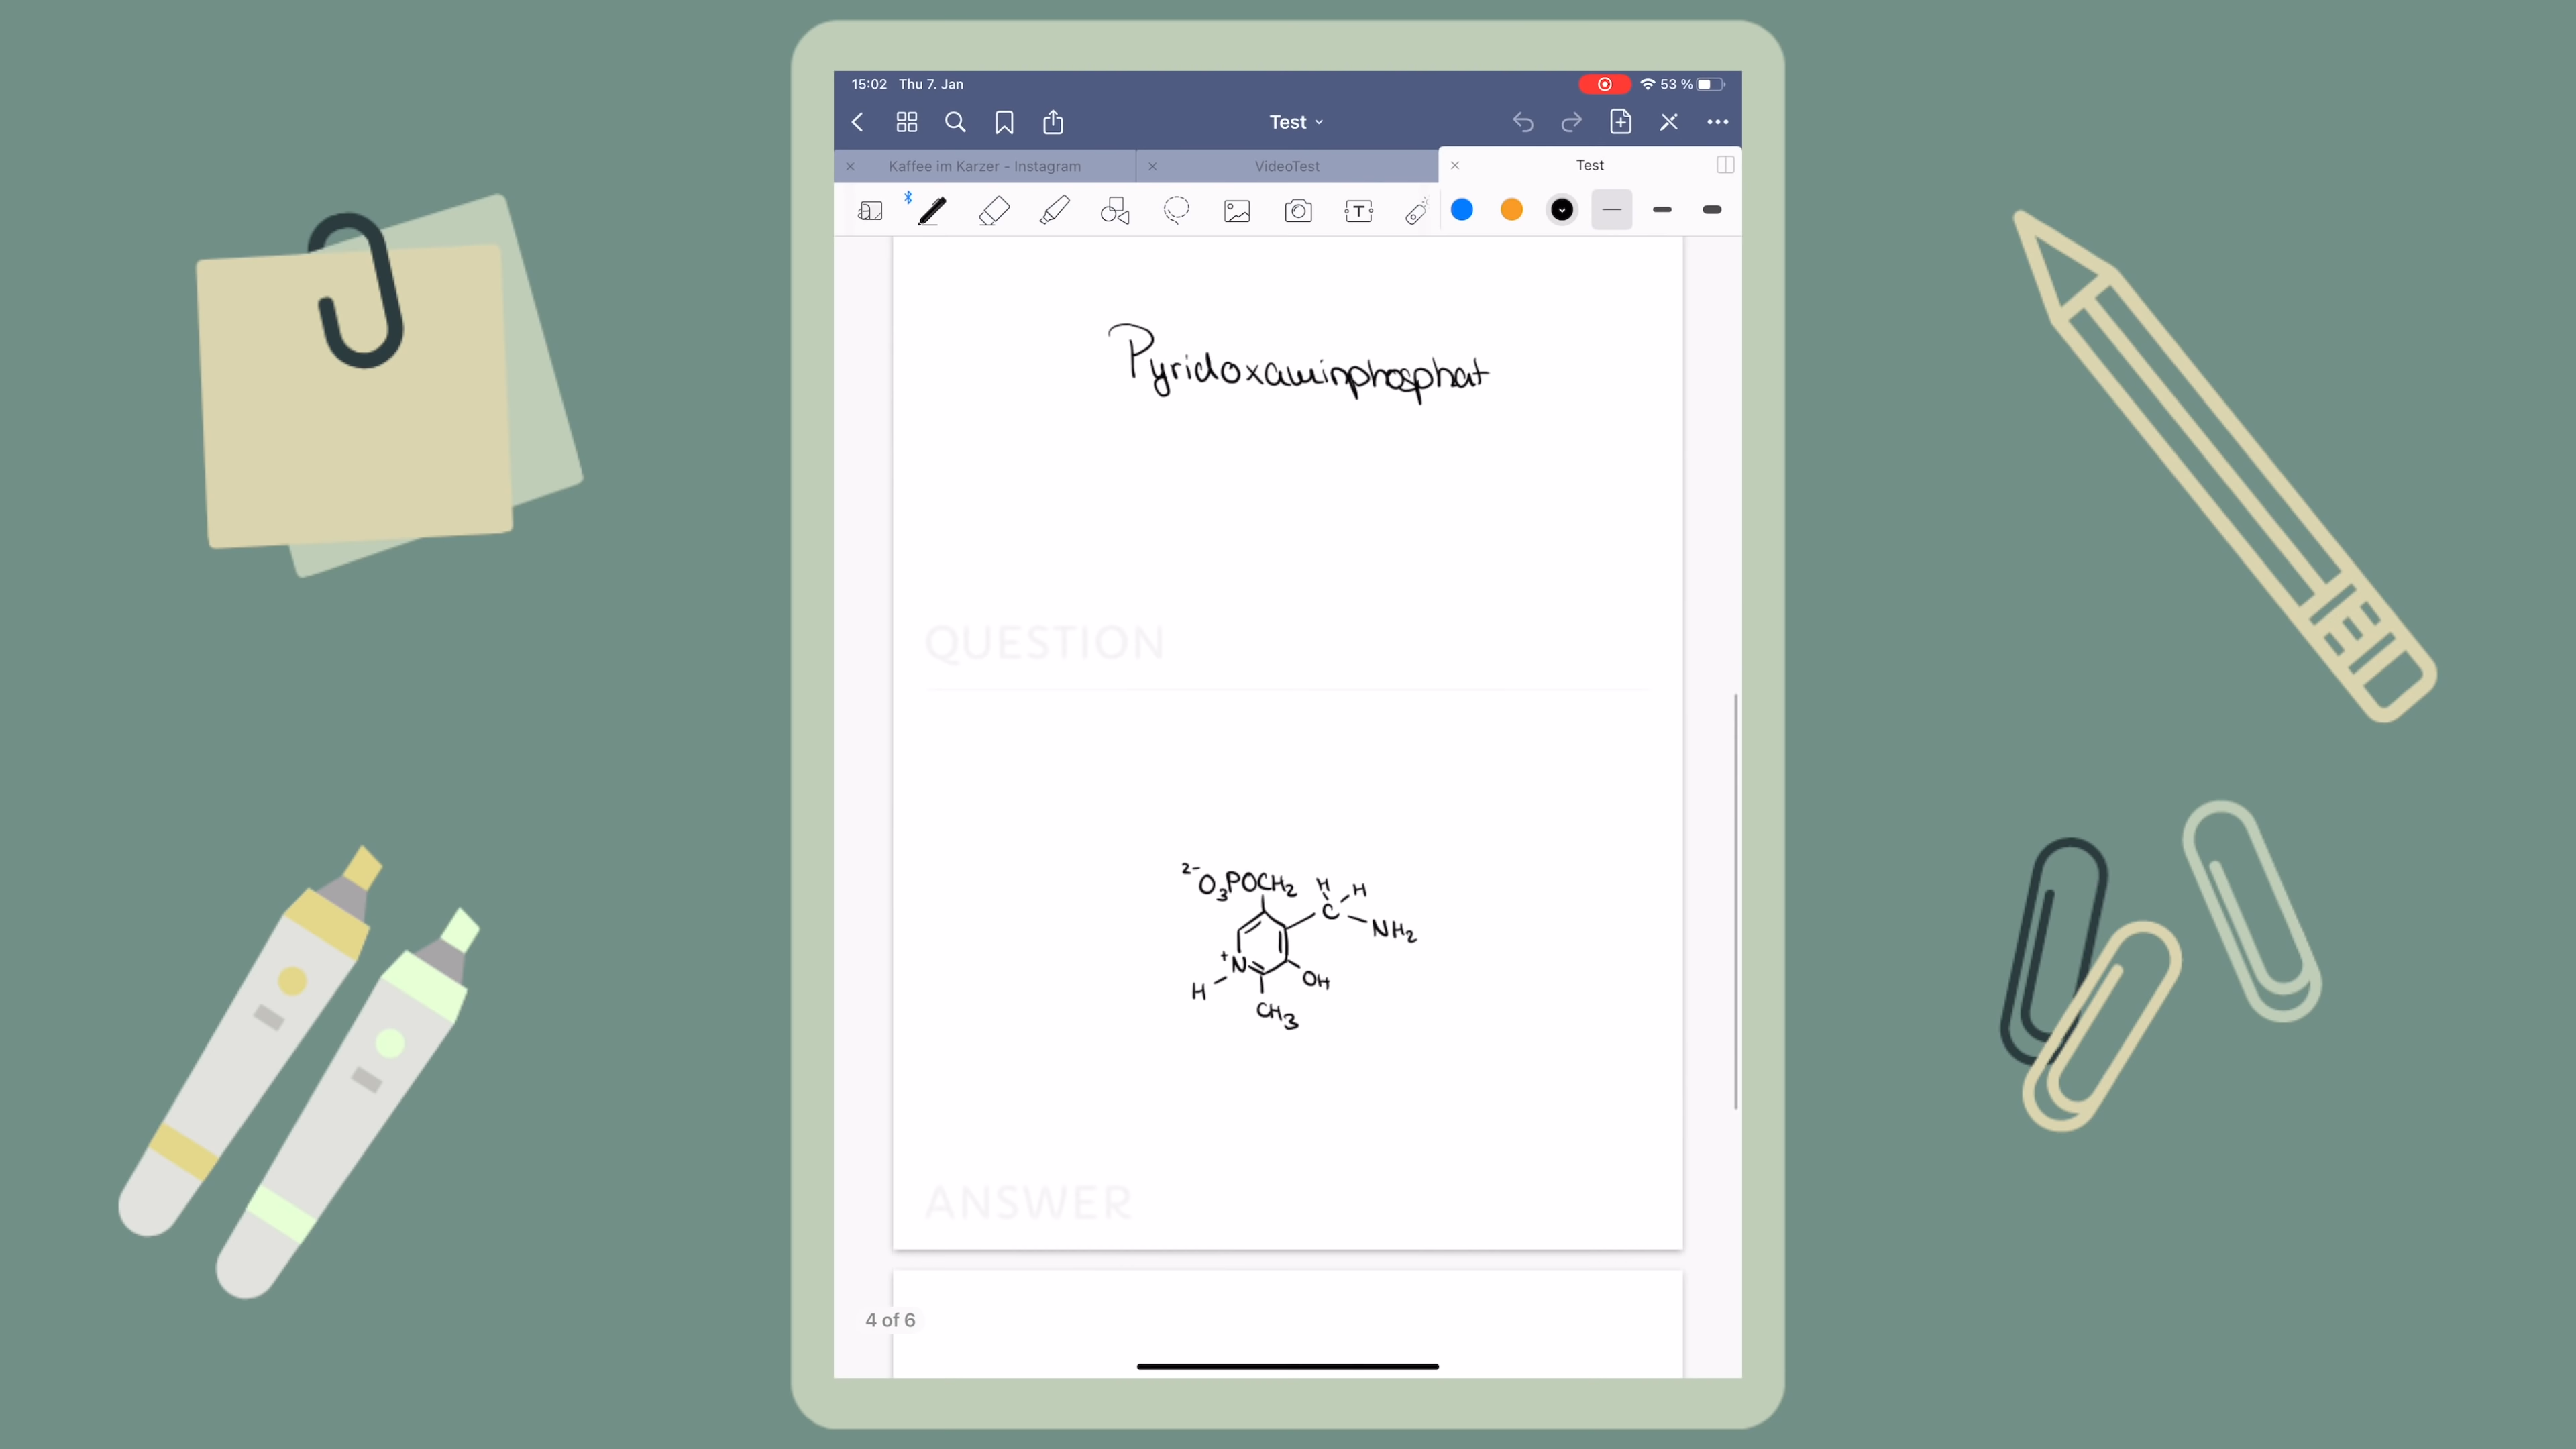 15:02 Thu 7. Jan 53 %
Test
Kaffee im Karzer - Instagram VideoTest Test
T
Pyridoxaminphosphat
QUESTION
2-O3POCH2 H H
C
NH2
+
N
H OH
CH3
ANSWER
4 of 6